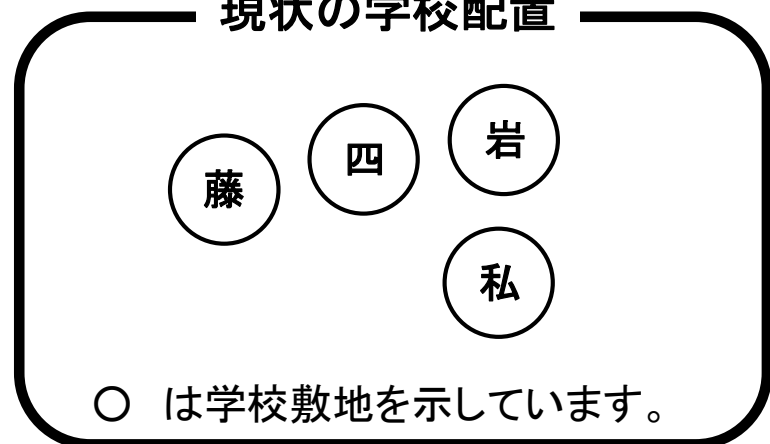 現状の学校配置
岩
四
藤
私
〇 は学校敷地を示しています。